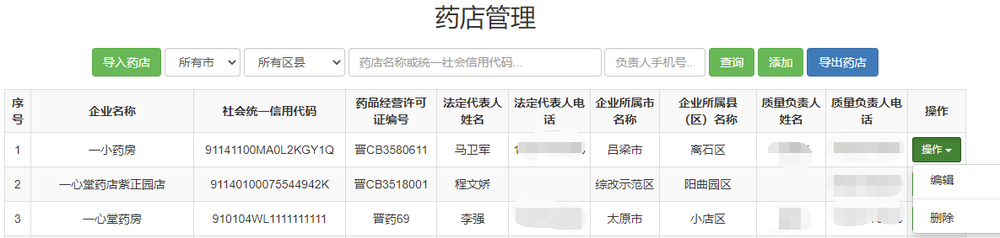 药店管理
导入药店 所有市 所有区县 药店名称或统一社会信用代码... 负责人手机号... 查询 添加 导出药店
序号 企业名称 社会统一信用代码 药品经营许可证编号 法定代表人姓名 法定代表人电话 企业所属市名称 企业所属县（区）名称 质量负责人姓名 质量负责人电话 操作
1 一小药房 91141100MA0L2KGY1Q 晋CB3580611 马卫军 吕梁市 离石区 操作
2 一心堂药店紫正园店 91140100075544942K 晋CB3518001 程文娇 综改示范区 阳曲园区
编辑
3 一心堂药房 910104WL1111111111 晋药69 李强 太原市 小店区
删除